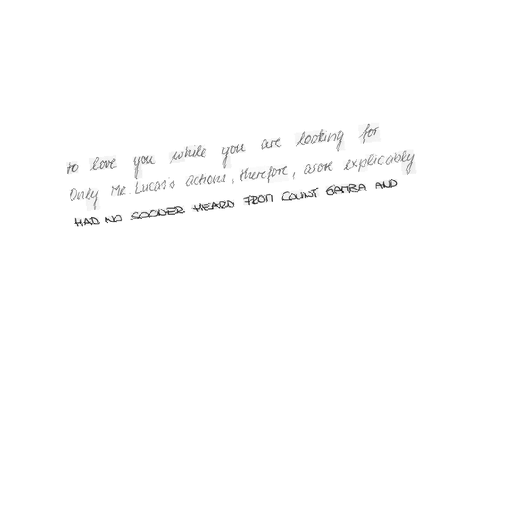 to love you while you are looking for
Only Mr. Lucas's actions, therefore, arose explicably
HAD NO SOONER HEARD FROM COUNT GAMBA AND